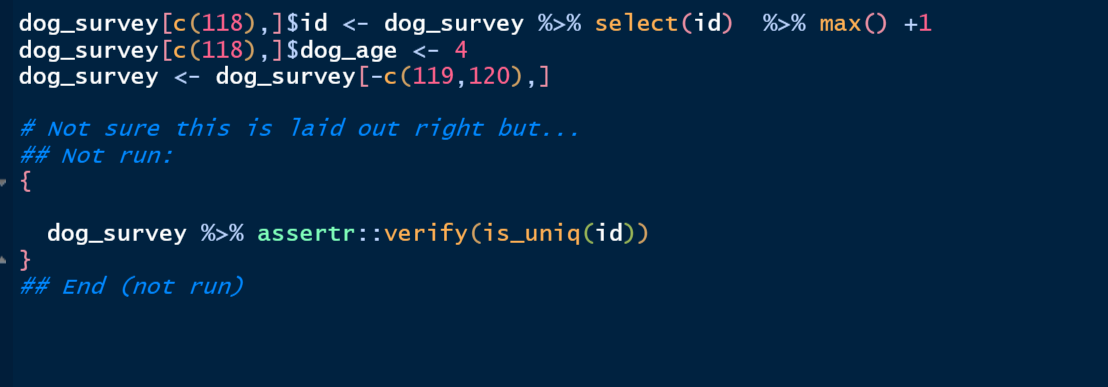 dog_survey[c(118),]$id <- dog_survey %>% select(id)  %>% max() +1
dog_survey[c(118),]$dog_age <- 4
dog_survey <- dog_survey[-c(119,120),]
# Not sure this is laid out right but...
## Not run:
{
dog_survey %>% assertr::verify(is_uniq(id))
}
## End (not run)